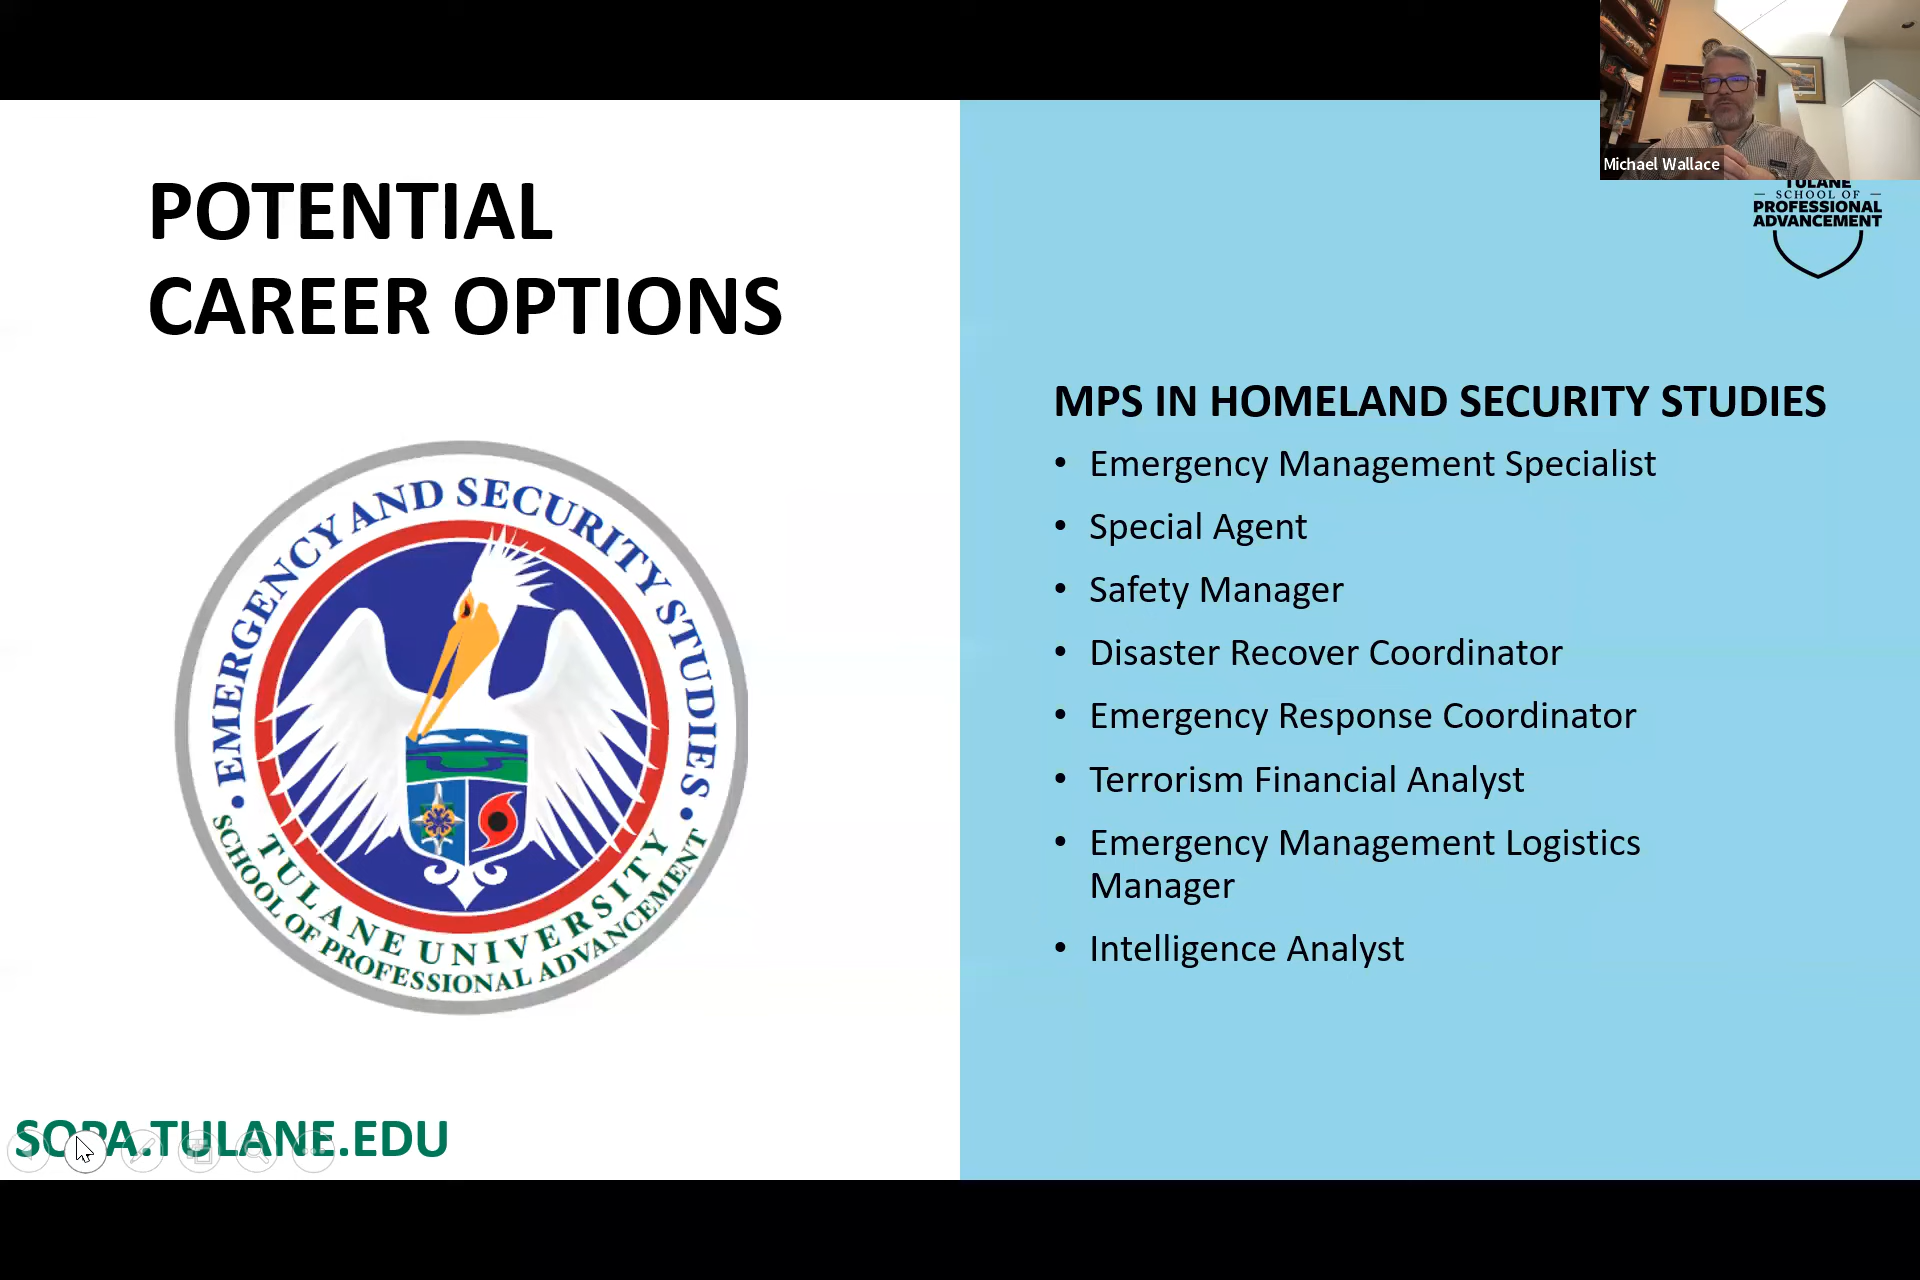 Michael Wallace
TULANE
SCHOOL OF
PROFESSIONAL
ADVANCEMENT
POTENTIAL
CAREER OPTIONS
EMERGENCY AND SECURITY STUDIES
TULANE UNIVERSITY
SCHOOL OF PROFESSIONAL ADVANCEMENT
SOPA.TULANE.EDU
MPS IN HOMELAND SECURITY STUDIES
• Emergency Management Specialist
• Special Agent
• Safety Manager
• Disaster Recover Coordinator
• Emergency Response Coordinator
• Terrorism Financial Analyst
• Emergency Management Logistics
Manager
• Intelligence Analyst